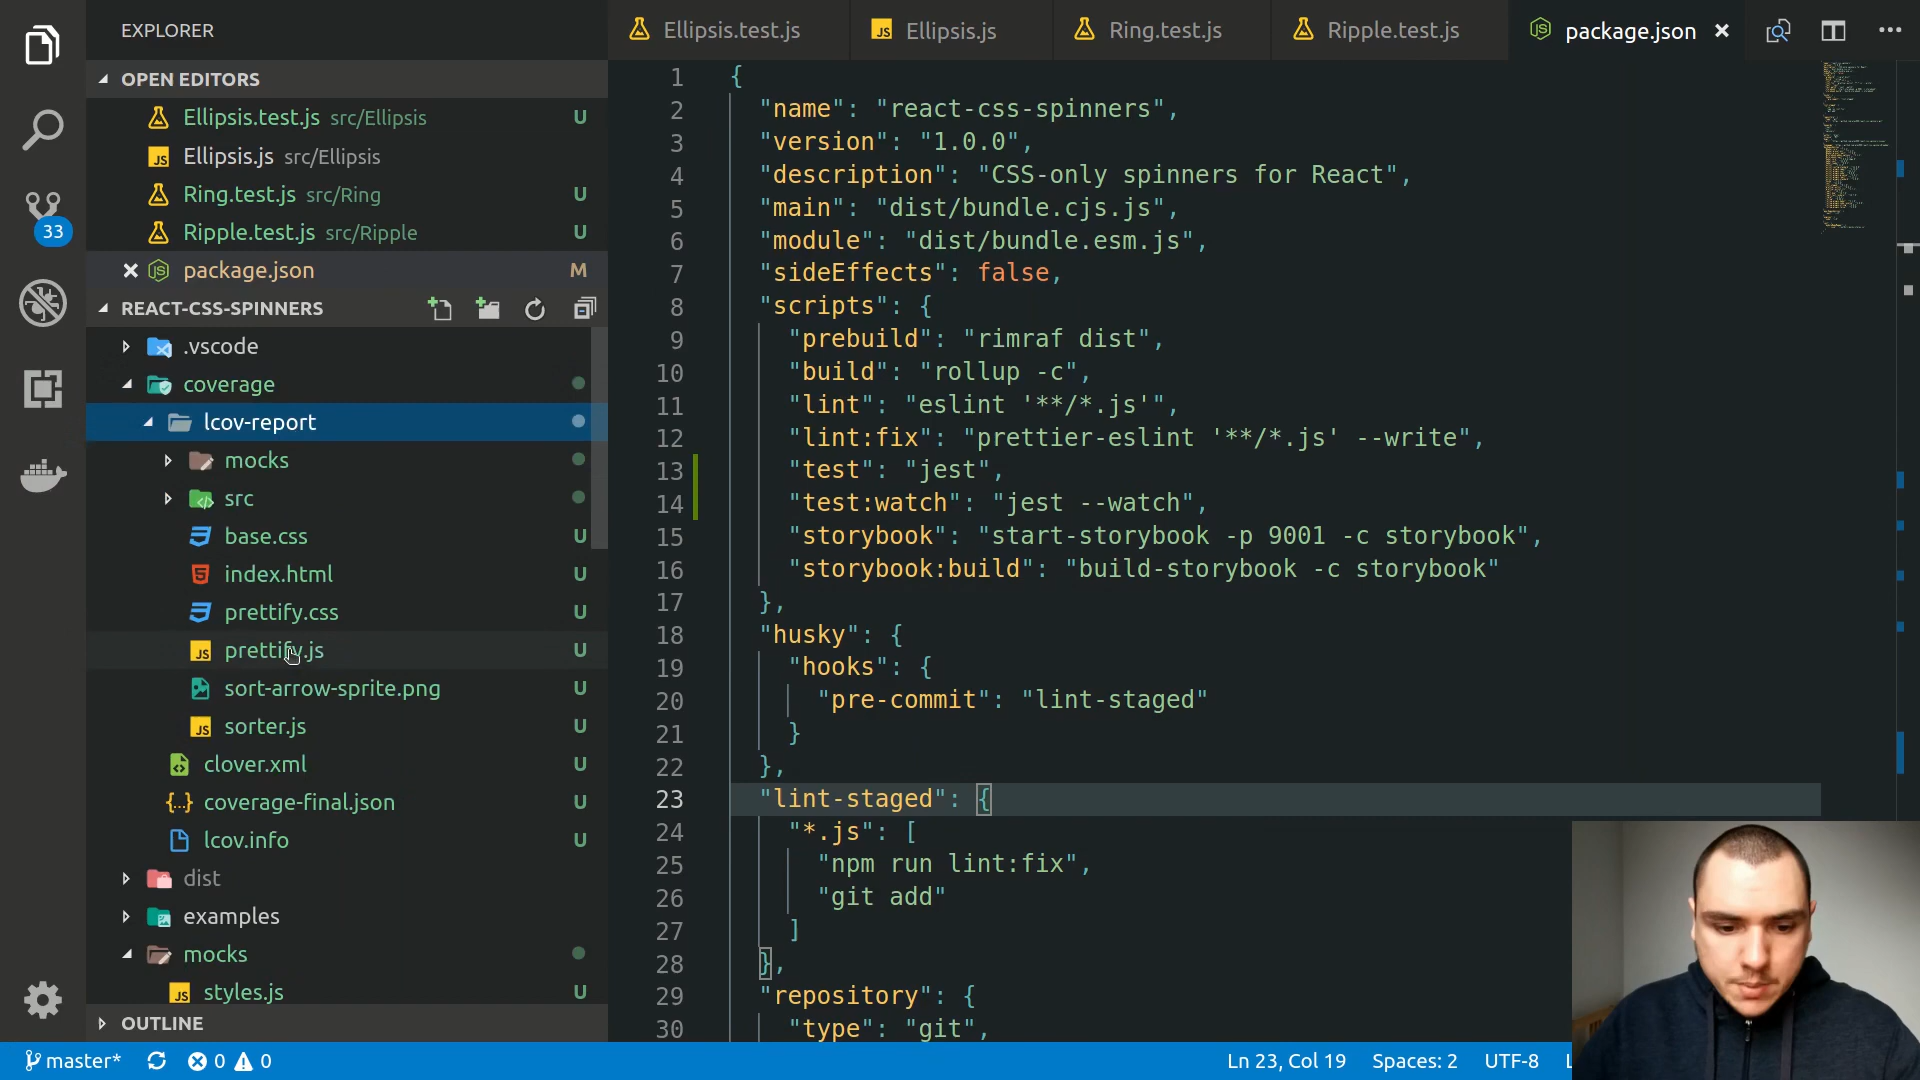 EXPLORER
OPEN EDITORS
Ellipsis.test.js src/Ellipsis U
JS Ellipsis.js src/Ellipsis
Ring.test.js src/Ring U
Ripple.test.js src/Ripple U
package.json M
REACT-CSS-SPINNERS
33
.vscode
coverage
lcov-report
mocks
src
base.css U
index.html U
prettify.css U
JS prettify.js U
sort-arrow-sprite.png U
JS sorter.js U
clover.xml U
coverage-final.json U
lcov.info U
dist
examples
mocks
JS styles.js U
OUTLINE
Ellipsis.test.js JS Ellipsis.js Ring.test.js Ripple.test.js package.json
1 {
2 "name": "react-css-spinners",
3 "version": "1.0.0",
4 "description": "CSS-only spinners for React",
5 "main": "dist/bundle.cjs.js",
6 "module": "dist/bundle.esm.js",
7 "sideEffects": false,
8 "scripts": {
9 "prebuild": "rimraf dist",
10 "build": "rollup -c",
11 "lint": "eslint '**/*.js'",
12 "lint:fix": "prettier-eslint '**/*.js' --write",
13 "test": "jest",
14 "test:watch": "jest --watch",
15 "storybook": "start-storybook -p 9001 -c storybook",
16 "storybook:build": "build-storybook -c storybook"
17 },
18 "husky": {
19 "hooks": {
20 "pre-commit": "lint-staged"
21 }
22 },
23 "lint-staged": {
24 "*.js": [
25 "npm run lint:fix",
26 "git add"
27 ]
28 },
29 "repository": {
30 "type": "git",
master* 0 0 Ln 23, Col 19 Spaces: 2 UTF-8